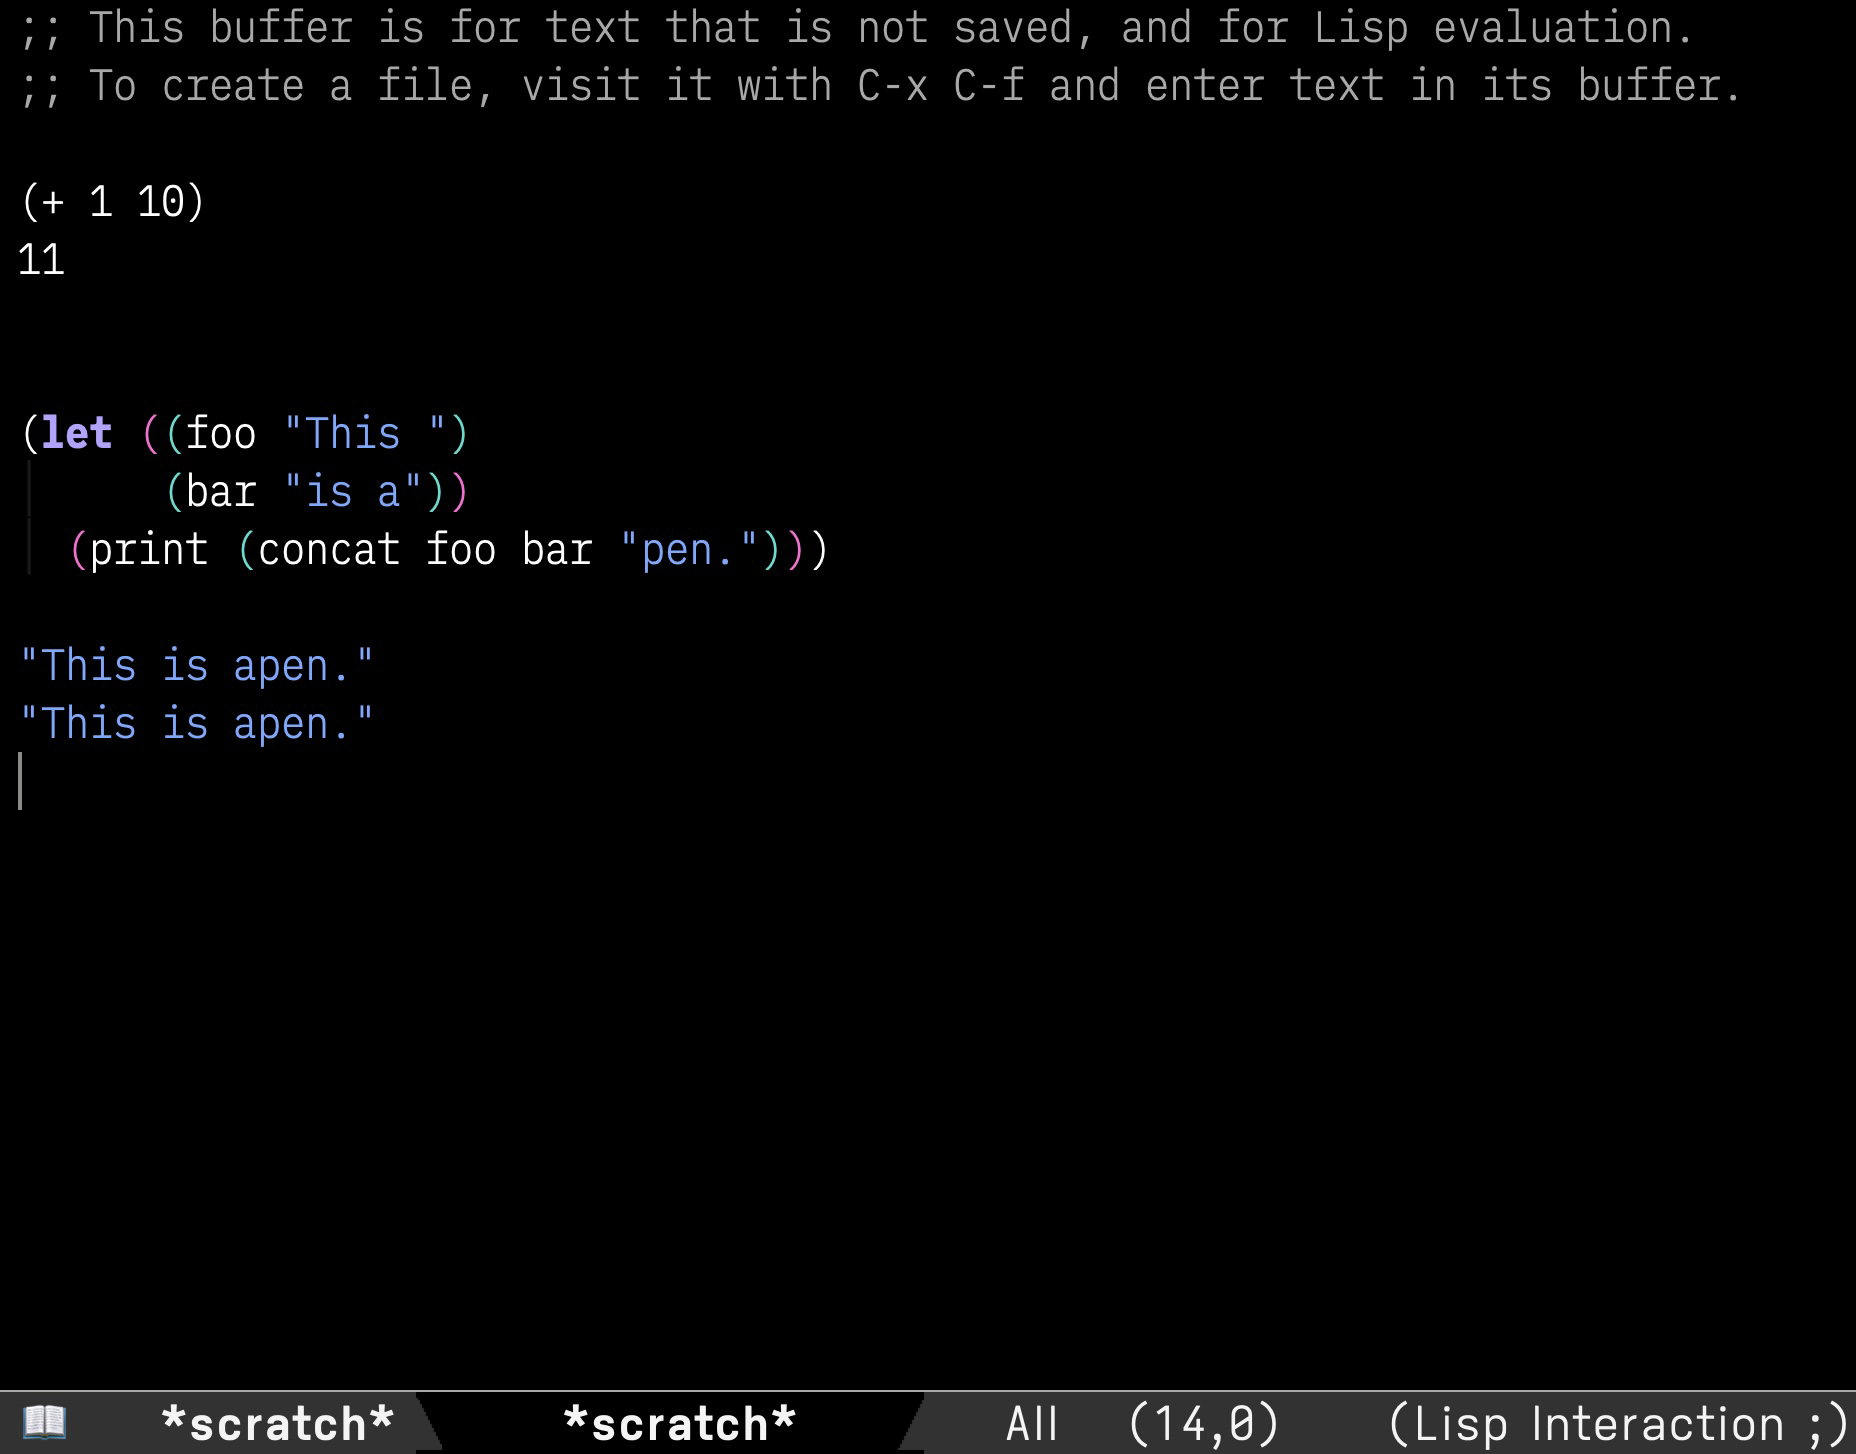 ;; This buffer is for text that is not saved, and for Lisp evaluation.
;; To create a file, visit it with C-x C-f and enter text in its buffer.
(+ 1 10)
11
(let ((foo "This ")
      (bar "is a"))
  (print (concat foo bar "pen.")))
"This is apen."
"This is apen."
*scratch* *scratch* All (14,0) (Lisp Interaction ;)